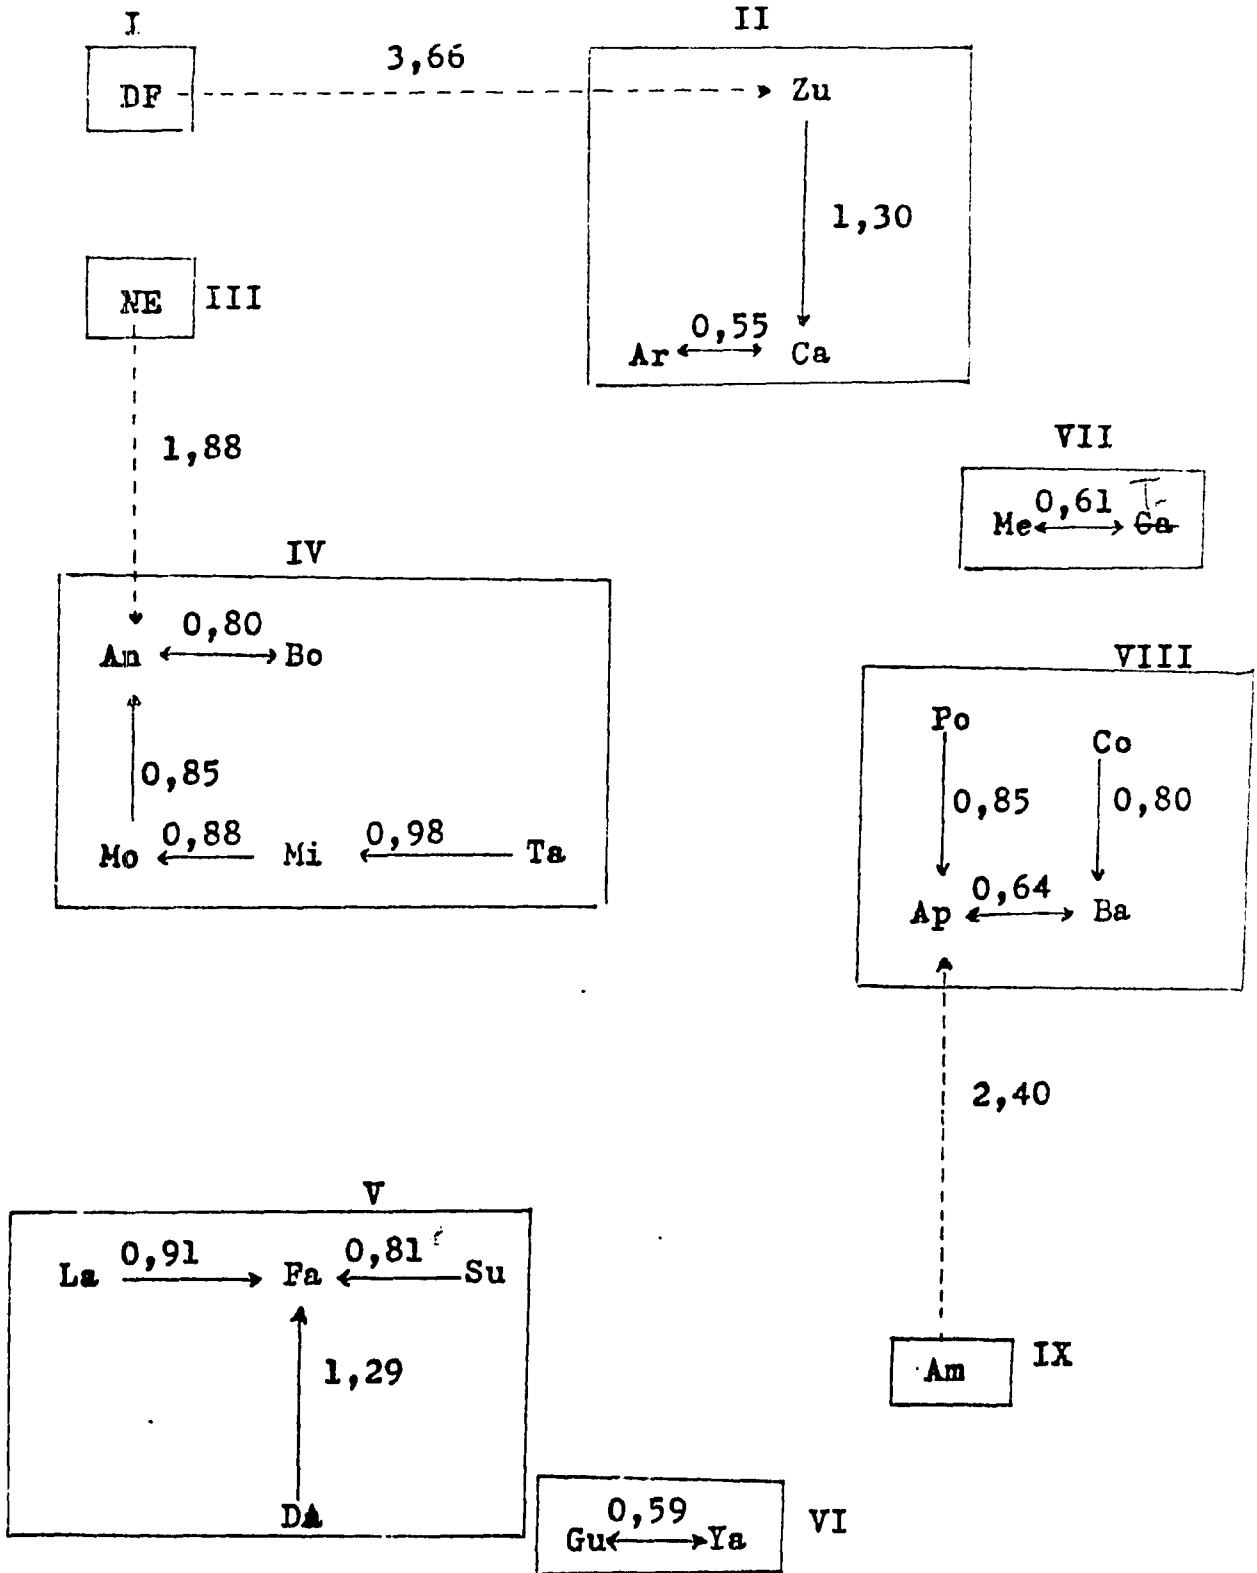 I
II
DF
3,66
Zu
1,30
NE III
0,55
Ar Ca
1,88
VII
0,61
Me
IV
0,80
An Bo
VIII
Po
Co
0,85
0,85
0,80
0,88
0,98
Mo Mi Ta
0,64
Ap Ba
2,40
V
0,91
0,81
La Fa Su
1,29
Am IX
DA
0,59
Gu Ya VI